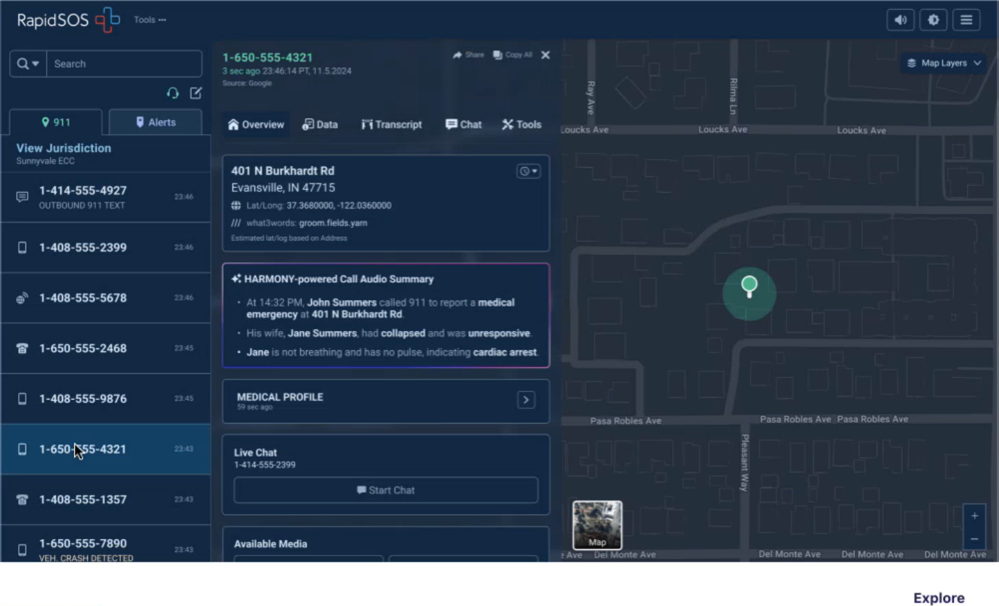 RapidSOS
Tools •••
Search
911
Alerts
View Jurisdiction
Sunnyvale ECC
1-414-555-4927
OUTBOUND 911 TEXT
23:46
1-408-555-2399
23:46
1-408-555-5678
23:46
1-650-555-2468
23:45
1-408-555-9876
23:45
1-650-555-4321
23:43
1-408-555-1357
23:43
1-650-555-7890
VEH. CRASH DETECTED
23:43
1-650-555-4321
3 sec ago 23:46:14 PT, 11.5.2024
Source: Google
Share
Copy All
Overview
Data
Transcript
Chat
Tools
401 N Burkhardt Rd
Evansville, IN 47715
Lat/Long: 37.3680000, -122.0360000
/// what3words: groom.fields.yarn
Estimated lat/log based on Address
HARMONY-powered Call Audio Summary
• At 14:32 PM, John Summers called 911 to report a medical
emergency at 401 N Burkhardt Rd.
• His wife, Jane Summers, had collapsed and was unresponsive.
• Jane is not breathing and has no pulse, indicating cardiac arrest.
MEDICAL PROFILE
59 sec ago
Live Chat
1-414-555-2399
Start Chat
Available Media
Map Layers
Ray Ave
Rilma Ln
Loucks Ave
Loucks Ave
Loucks Ave
Pasa Robles Ave
Pasa Robles Ave
Pasa Robles Ave
Pleasant Way
Map
+
−
e Ave
Del Monte Ave
Del Monte Ave
Del Monte Ave
Del Monte Ave
Explore